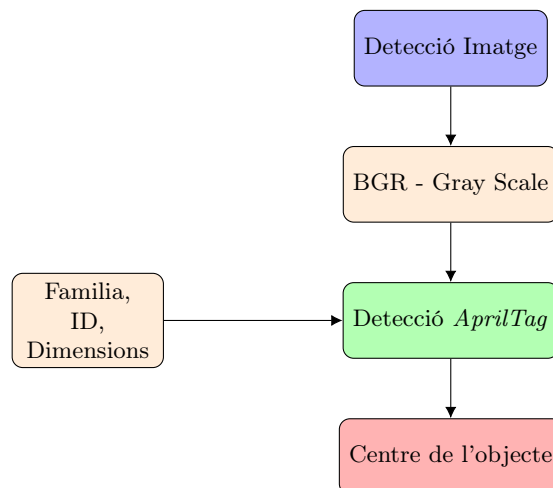 Detecció Imatge
BGR - Gray Scale
Familia,
ID,
Dimensions
Detecció AprilTag
Centre de l'objecte